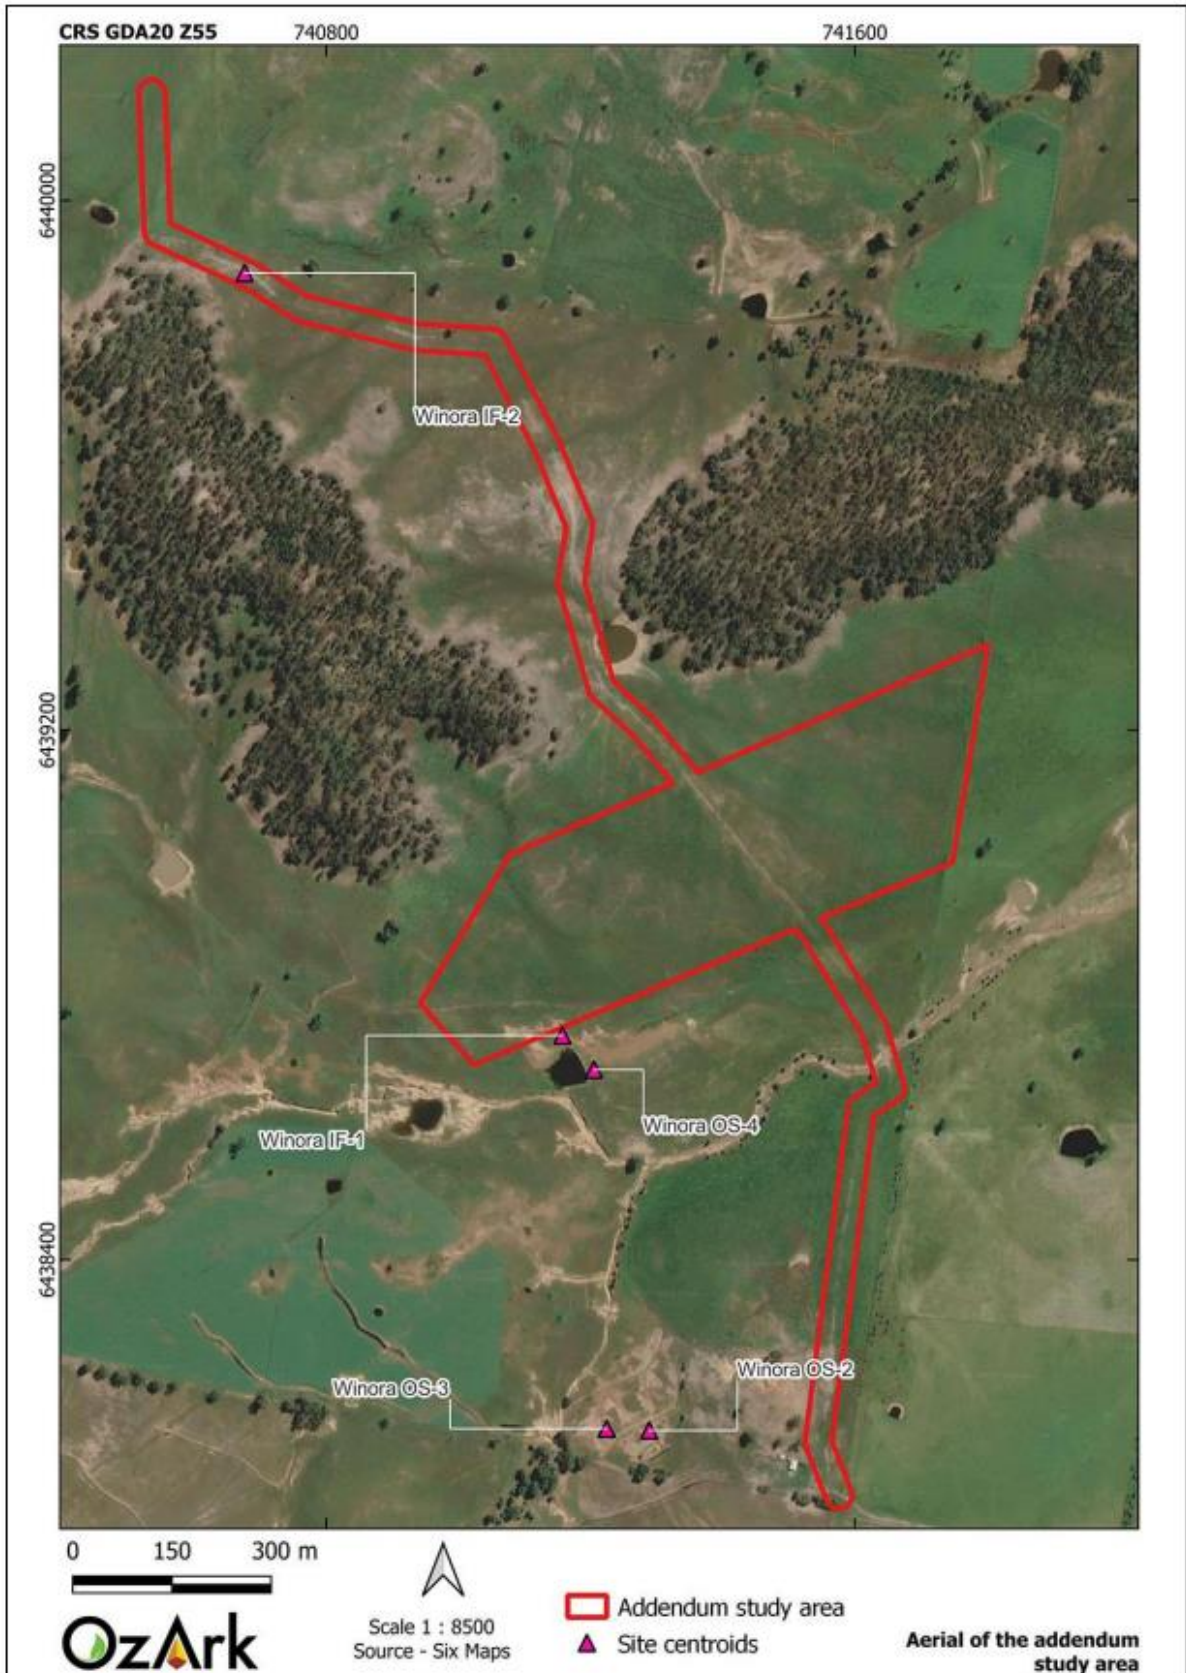 CRS GDA20 Z55
740800
741600
6440000
Winora IF-2
6439200
Winora OS-4
Winora IF-1
6438400
Winora OS-2
Winora OS-3
0 150 300 m
Addendum study area
Scale 1 : 8500
Source - Six Maps
Site centroids
OzArk
Aerial of the addendum
study area